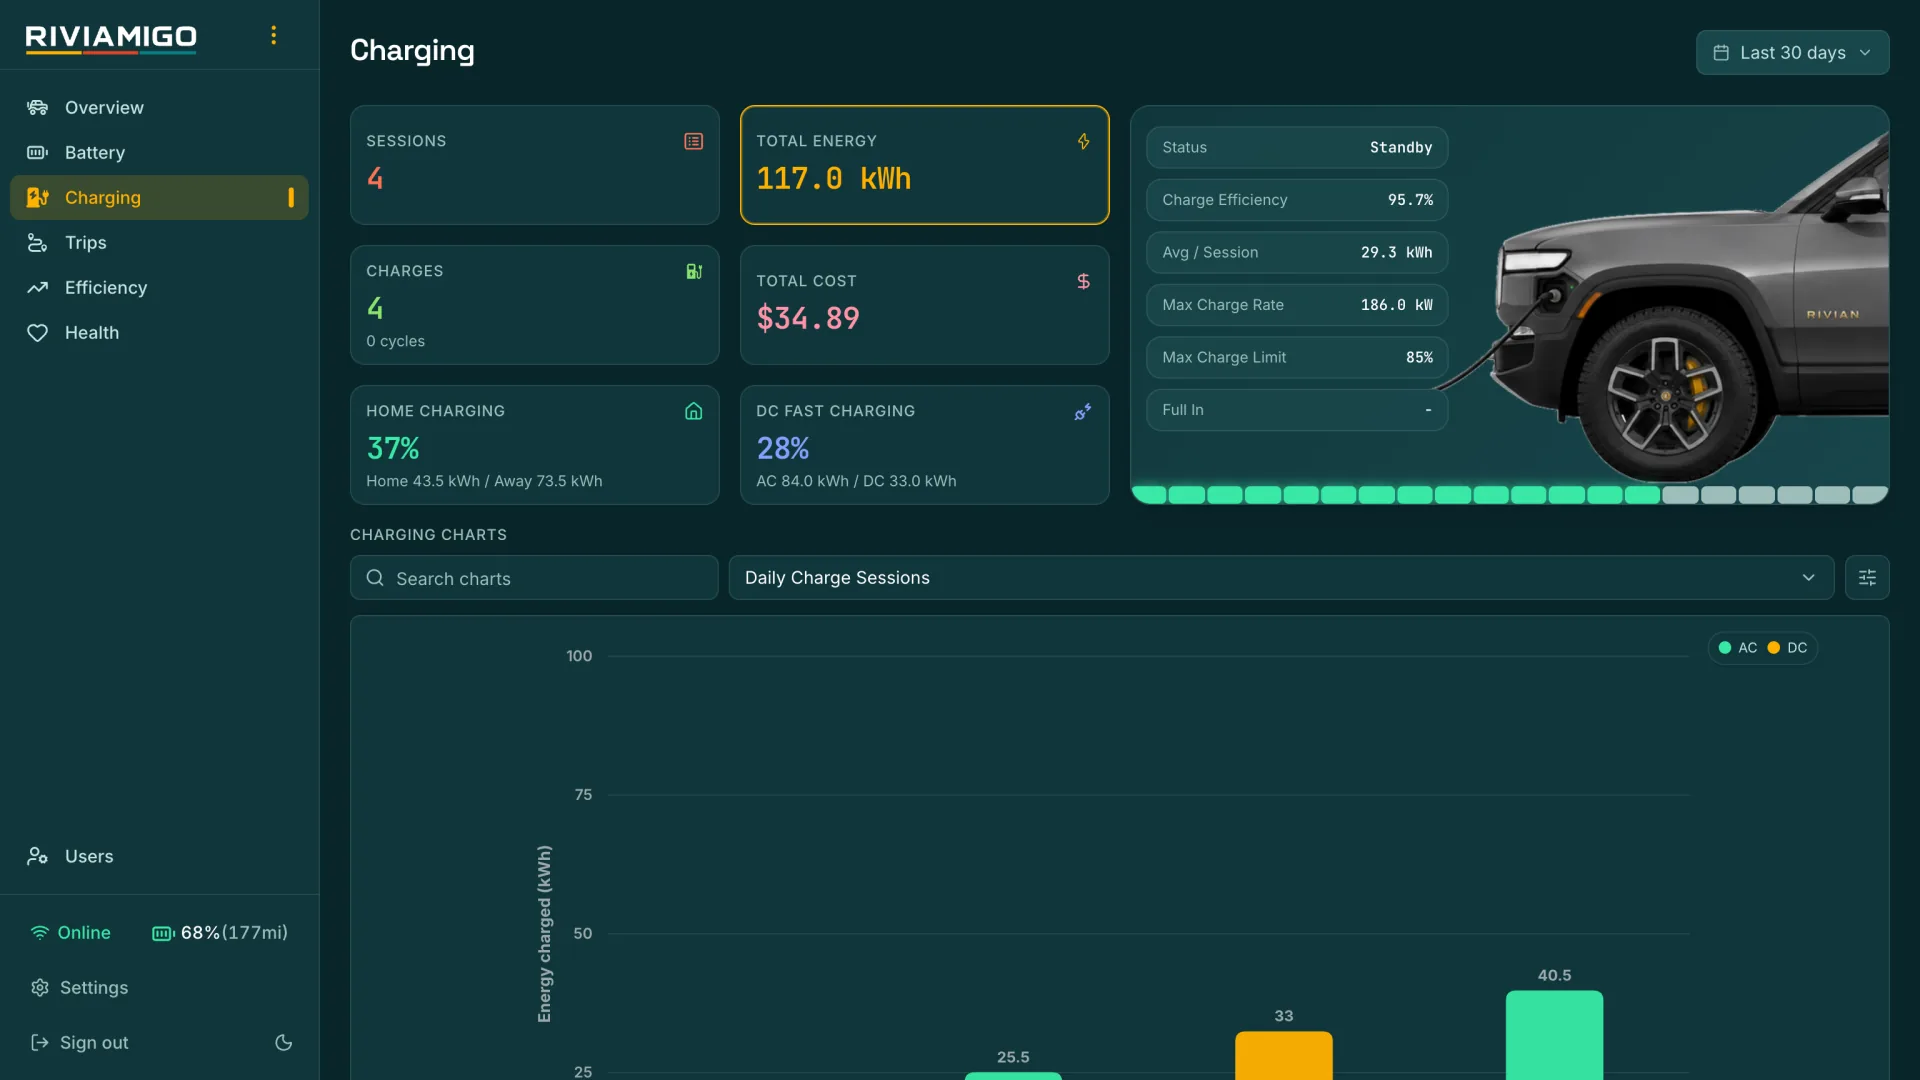 RIVIAMIGO
Overview
Battery
Charging
Trips
Efficiency
Health
Users
Online 68%(177mi)
Settings
Sign out
Charging
Last 30 days
SESSIONS
4
TOTAL ENERGY
117.0 kWh
CHARGES
4
0 cycles
TOTAL COST
$34.89
HOME CHARGING
37%
Home 43.5 kWh / Away 73.5 kWh
DC FAST CHARGING
28%
AC 84.0 kWh / DC 33.0 kWh
Status Standby
Charge Efficiency 95.7%
Avg / Session 29.3 kWh
Max Charge Rate 186.0 kW
Max Charge Limit 85%
Full In -
RIVIAN
CHARGING CHARTS
Search charts
Daily Charge Sessions
AC DC
100
75
50
25
Energy charged (kWh)
25.5
33
40.5